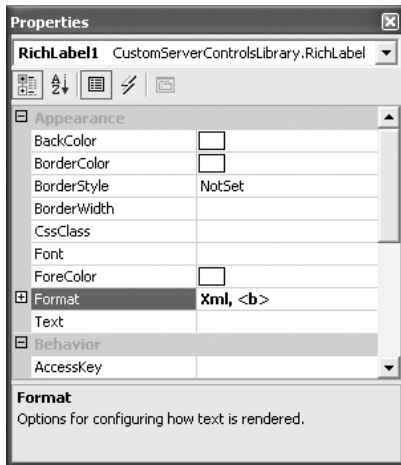 Properties
RichLabel1 CustomServerControlsLibrary.RichLabel
Appearance
BackColor
BorderColor
BorderStyle NotSet
BorderWidth
CssClass
Font
ForeColor
Format Xml, <b>
Text
Behavior
AccessKey
Format
Options for configuring how text is rendered.